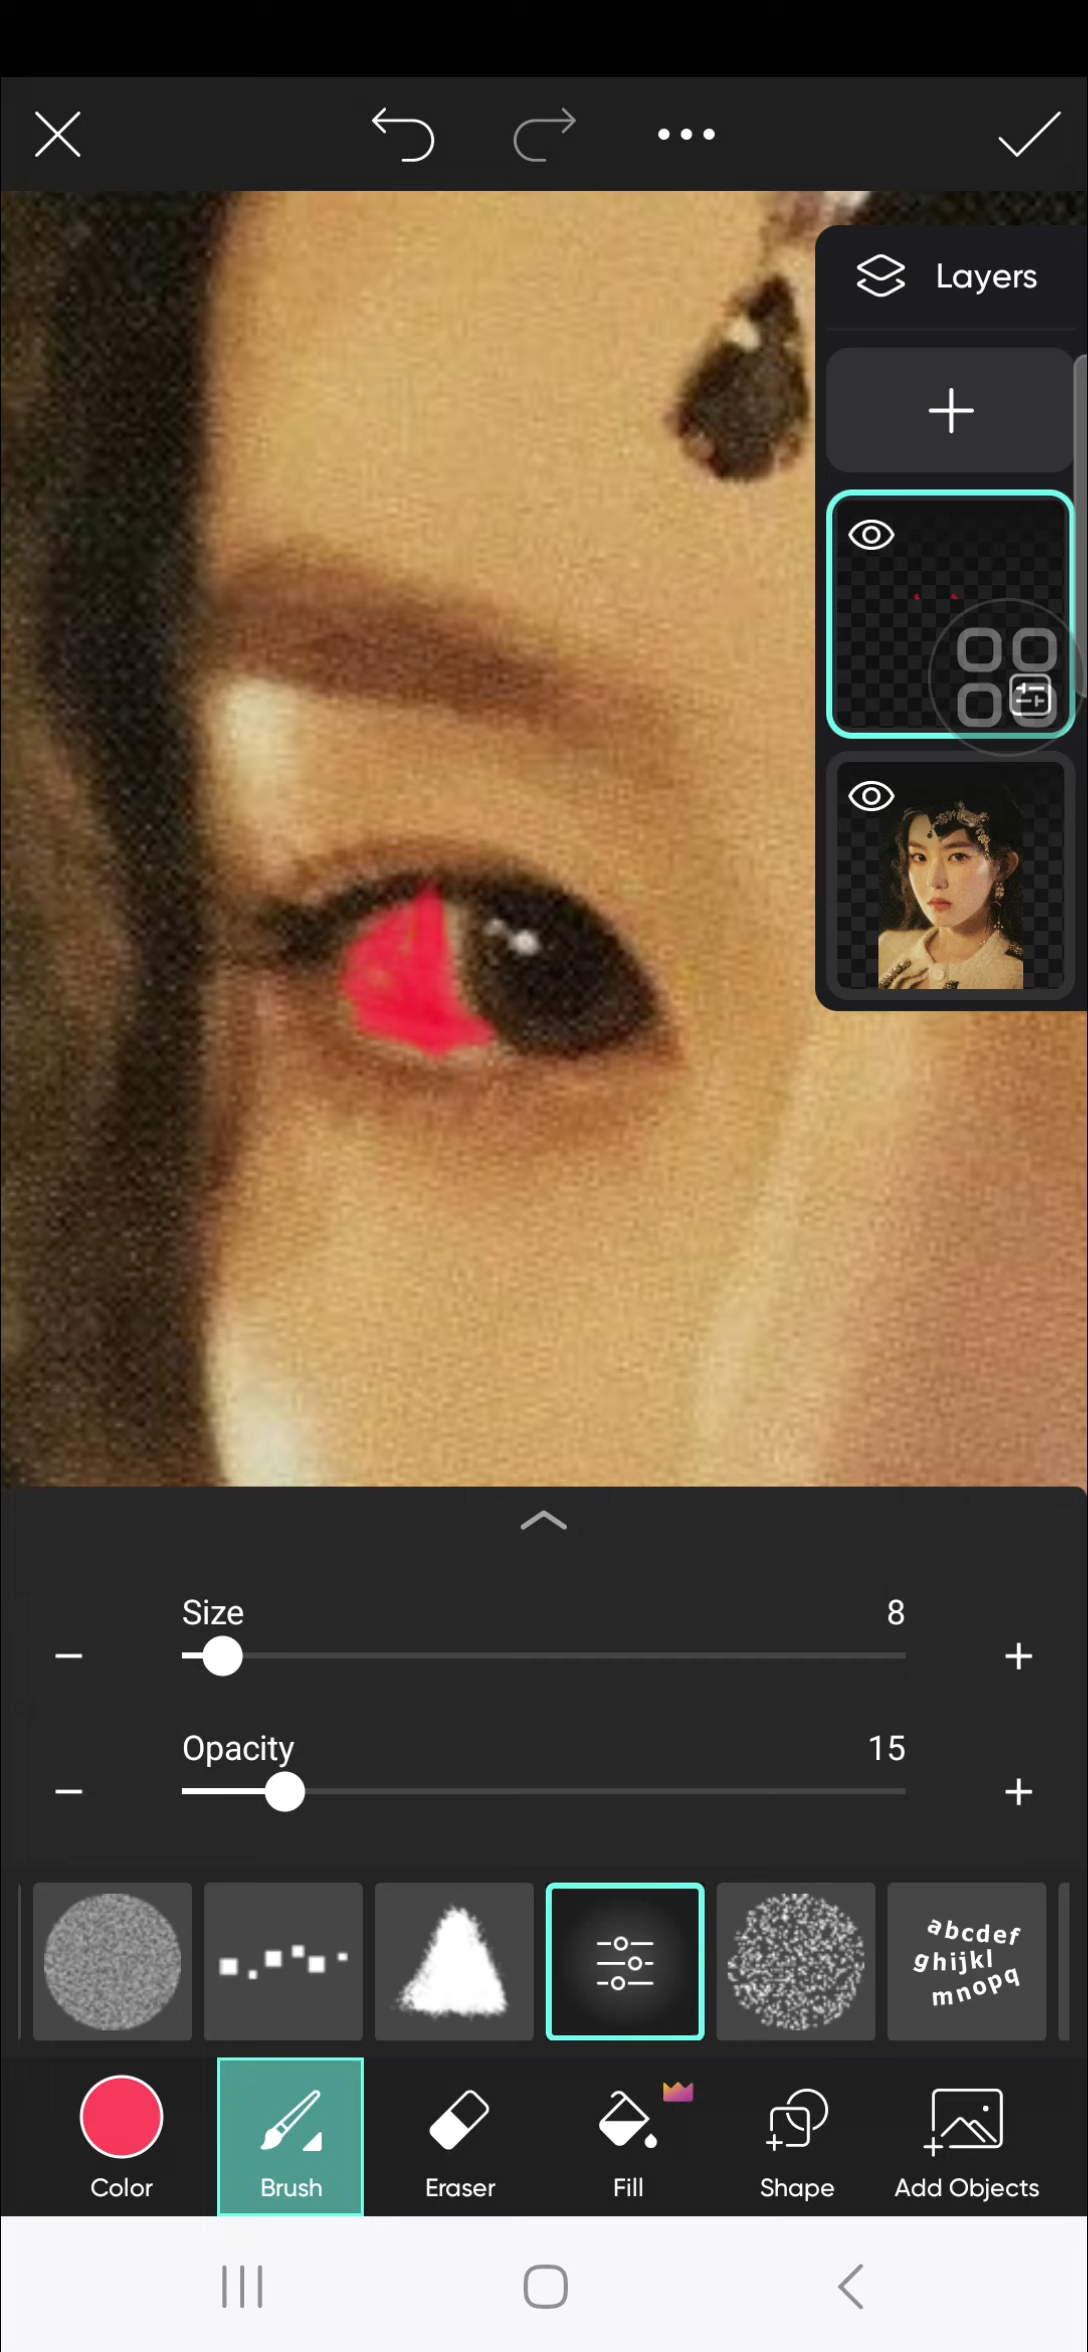 Layers
Size 8
Opacity 15
abcdef
ghijkl
mnopq
Color Brush Eraser Fill Shape Add Objects